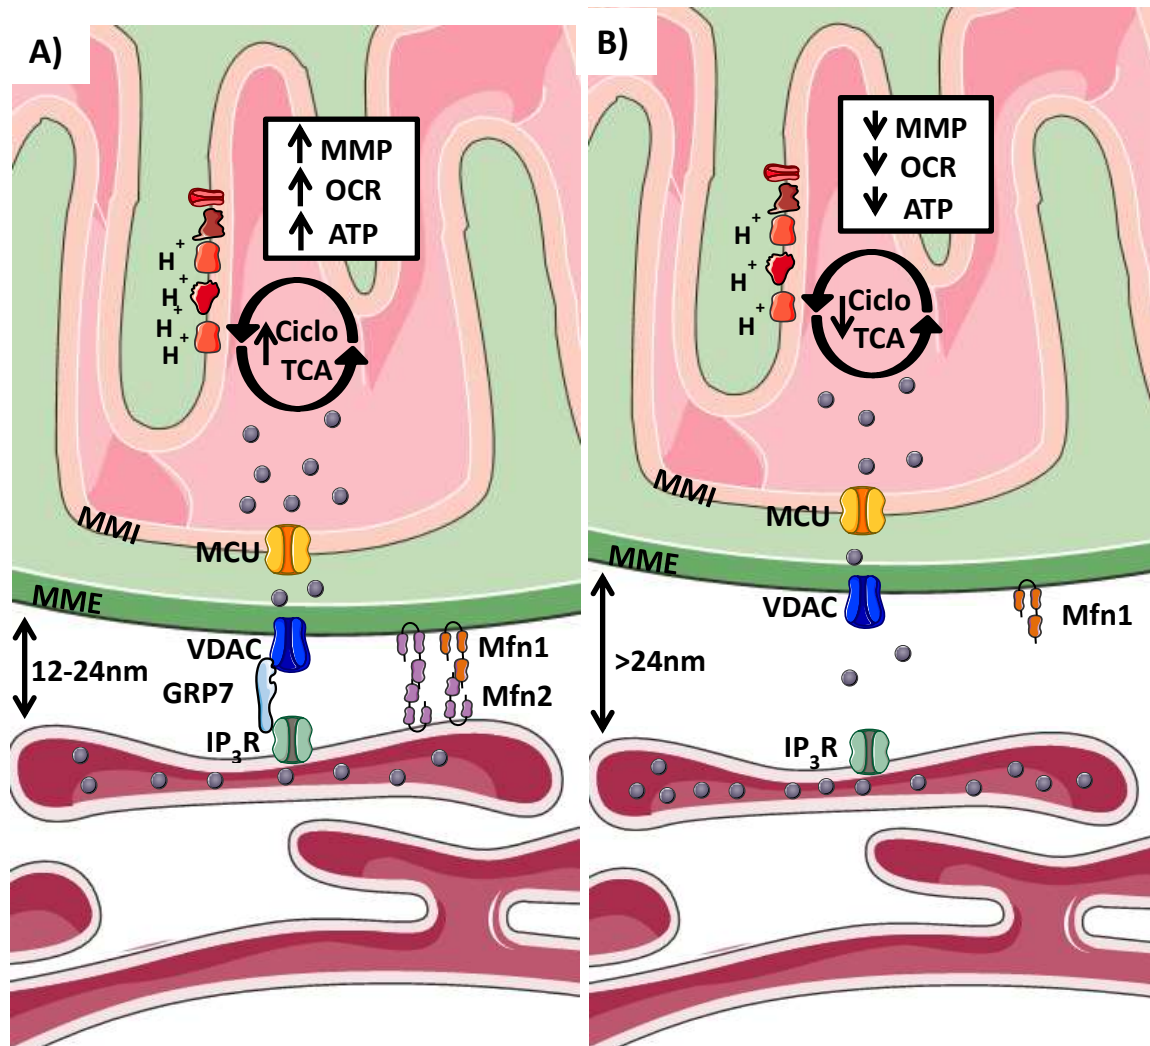 A)
MMP
OCR
ATP
H+
H+
H+
H+
Ciclo
TCA
MMI
MCU
MME
VDAC
12-24nm
GRP7
Mfn1
Mfn2
IP3R
B)
MMP
OCR
ATP
H+
H+
H+
Ciclo
TCA
MMI
MCU
MME
VDAC
Mfn1
>24nm
IP3R